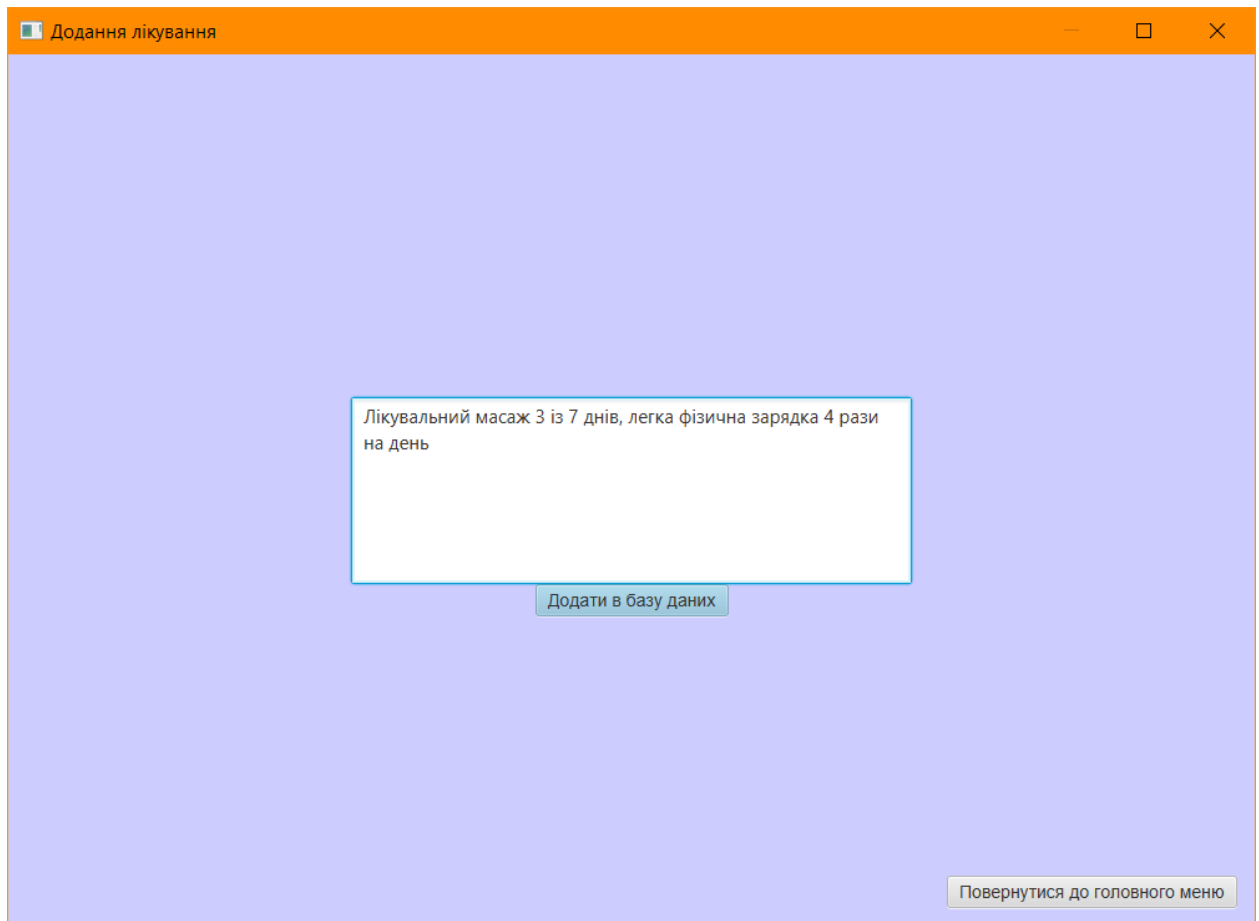 Додання лікування
Лікувальний масаж 3 із 7 днів, легка фізична зарядка 4 рази
на день
Додати в базу даних
Повернутися до головного меню